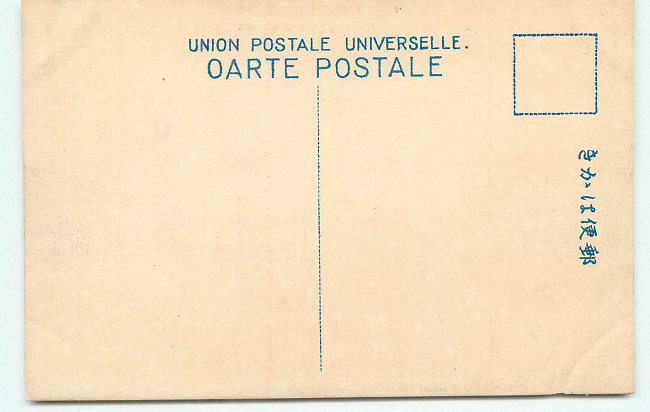 UNION POSTALE UNIVERSELLE.
OARTE POSTALE
郵便はかき